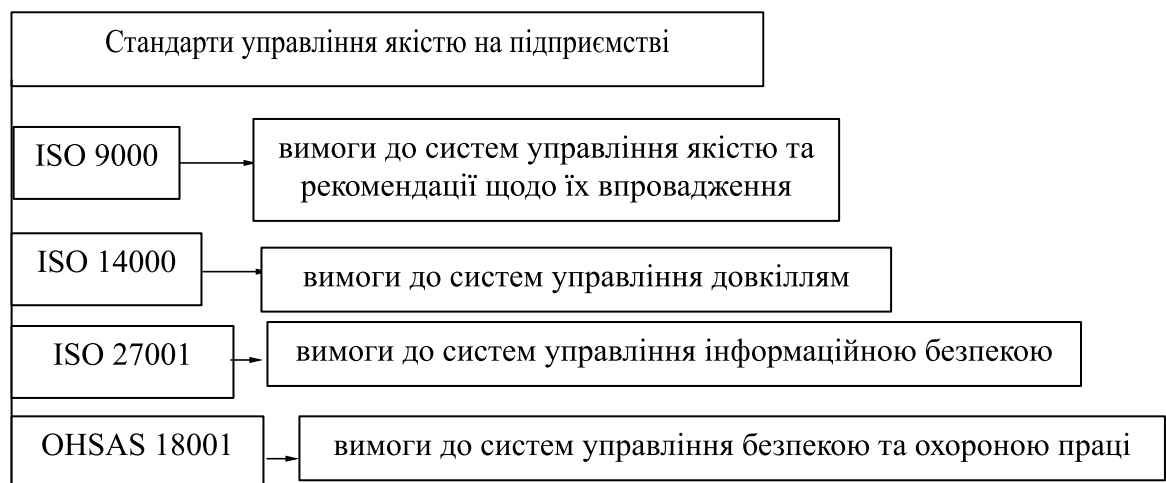 Стандарти управління якістю на підприємстві
ISO 9000
вимоги до систем управління якістю та
рекомендації щодо їх впровадження
ISO 14000
вимоги до систем управління довкіллям
ISO 27001
вимоги до систем управління інформаційною безпекою
OHSAS 18001
вимоги до систем управління безпекою та охороною праці